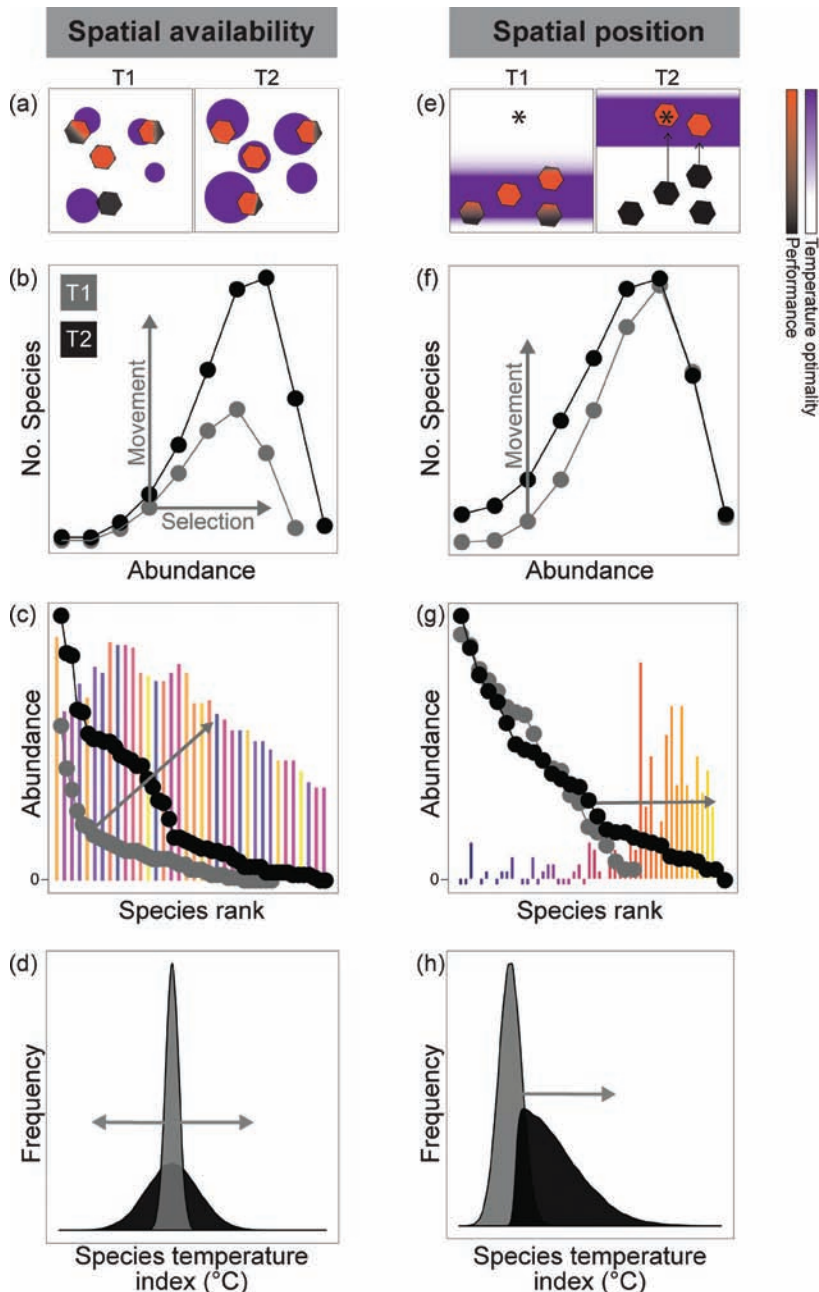 Spatial availability
Spatial position
T1
T2
T1
T2
(a)
(e)
*
*
Performance
Temperature optimality
(b)
T1
T2
No. Species
Movement
Selection
Abundance
(f)
No. Species
Movement
Abundance
(c)
Abundance
0
Species rank
(g)
Abundance
0
Species rank
(d)
Frequency
Species temperature
index (°C)
(h)
Frequency
Species temperature
index (°C)